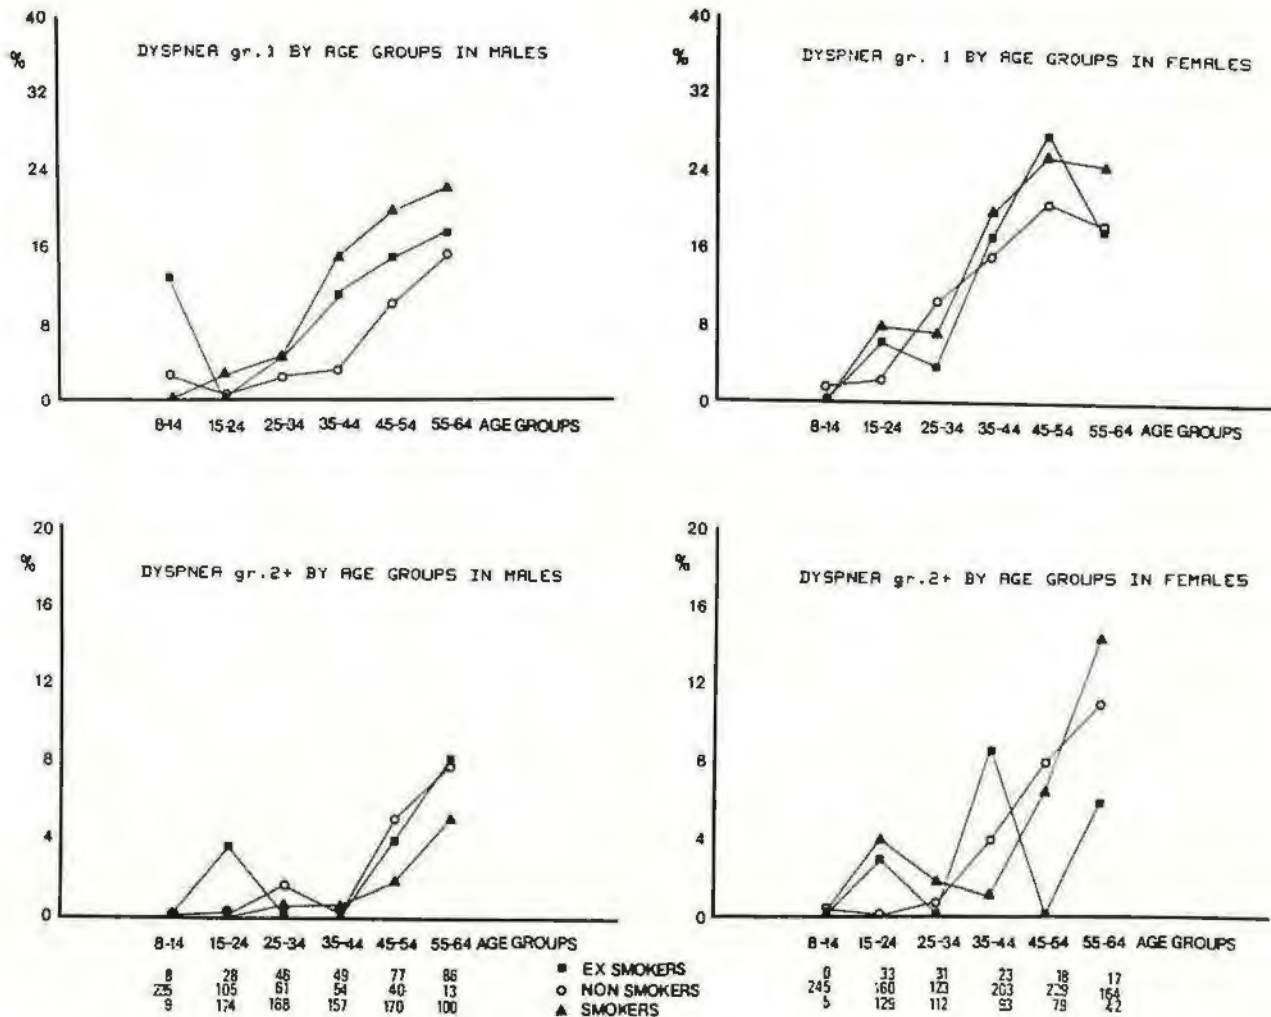 DYSPNEA gr.1 BY AGE GROUPS IN MALES
%
40
32
24
16
8
0
8-14 15-24 25-34 35-44 45-54 55-64 AGE GROUPS
DYSPNEA gr. 1 BY AGE GROUPS IN FEMALES
%
40
32
24
16
8
0
8-14 15-24 25-34 35-44 45-54 55-64 AGE GROUPS
DYSPNEA gr.2+ BY AGE GROUPS IN MALES
%
20
16
12
8
4
0
8-14 15-24 25-34 35-44 45-54 55-64 AGE GROUPS
8 28 46 49 77 86
105 61 54 40 13
9 174 168 157 170 100
EX SMOKERS
NON SMOKERS
SMOKERS
DYSPNEA gr.2+ BY AGE GROUPS IN FEMALES
%
20
16
12
8
4
0
8-14 15-24 25-34 35-44 45-54 55-64 AGE GROUPS
0 33 31 23 18 17
245 160 123 203 164
5 129 112 93 79 42